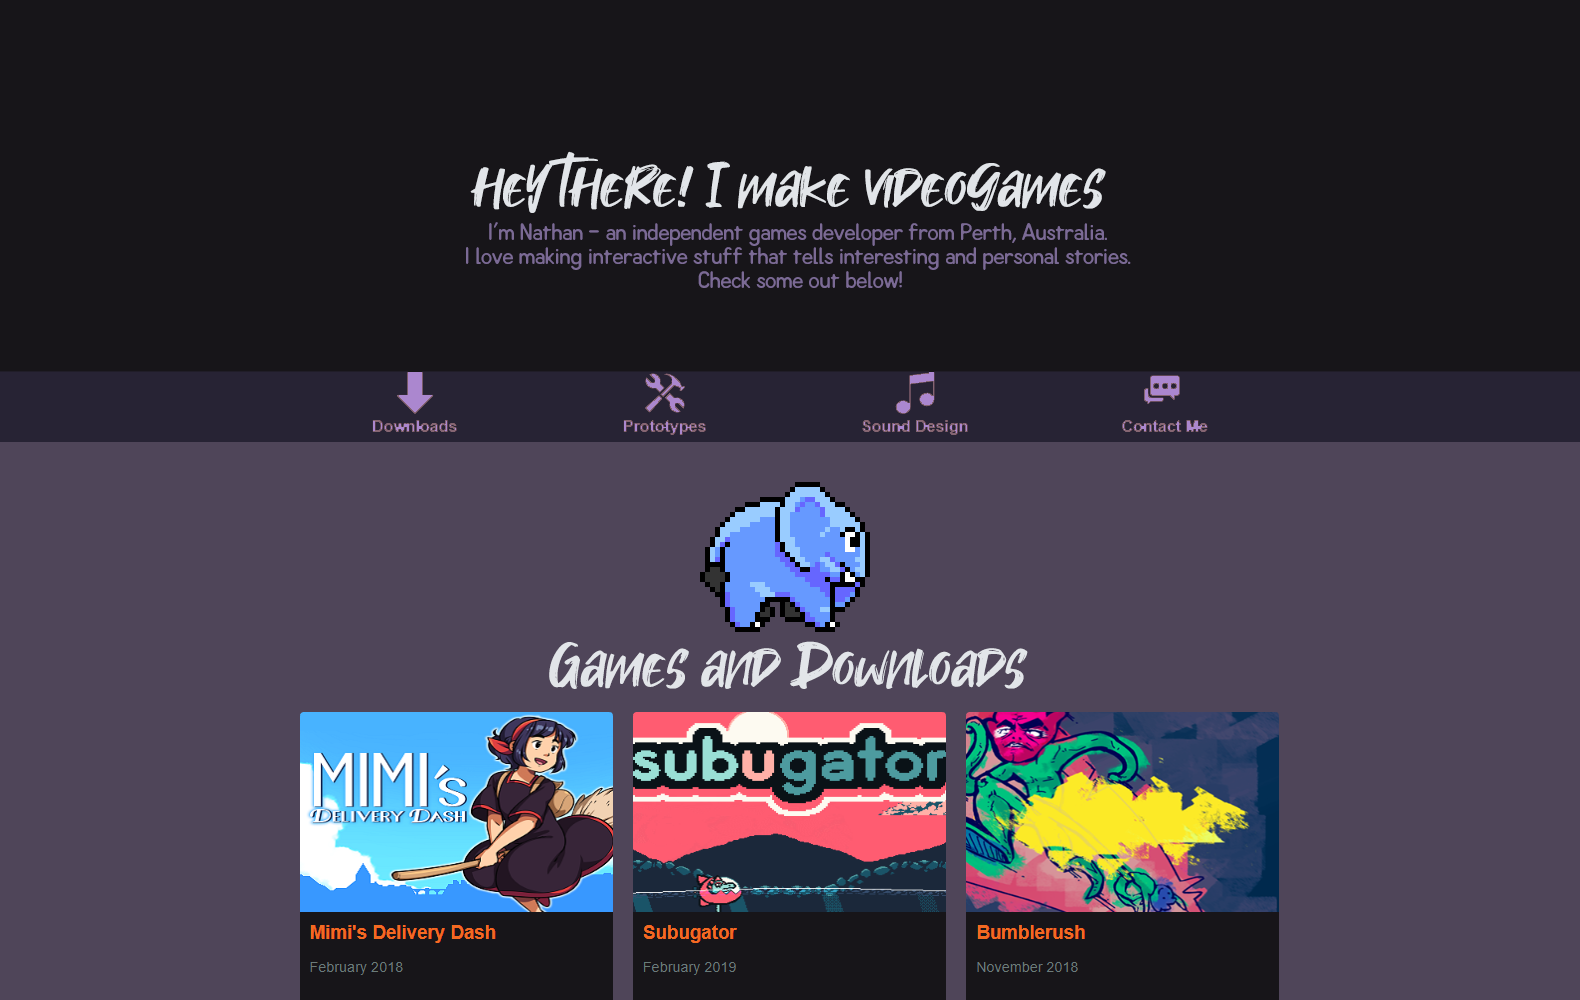 Hey there! I make videogames
I'm Nathan - an independent games developer from Perth, Australia.
I love making interactive stuff that tells interesting and personal stories.
Check some out below!
Downloads
Prototypes
Sound Design
Contact Me
Games and Downloads
MIMI's
DELIVERY DASH
subugator
Mimi's Delivery Dash
Subugator
Bumblerush
February 2018
February 2019
November 2018